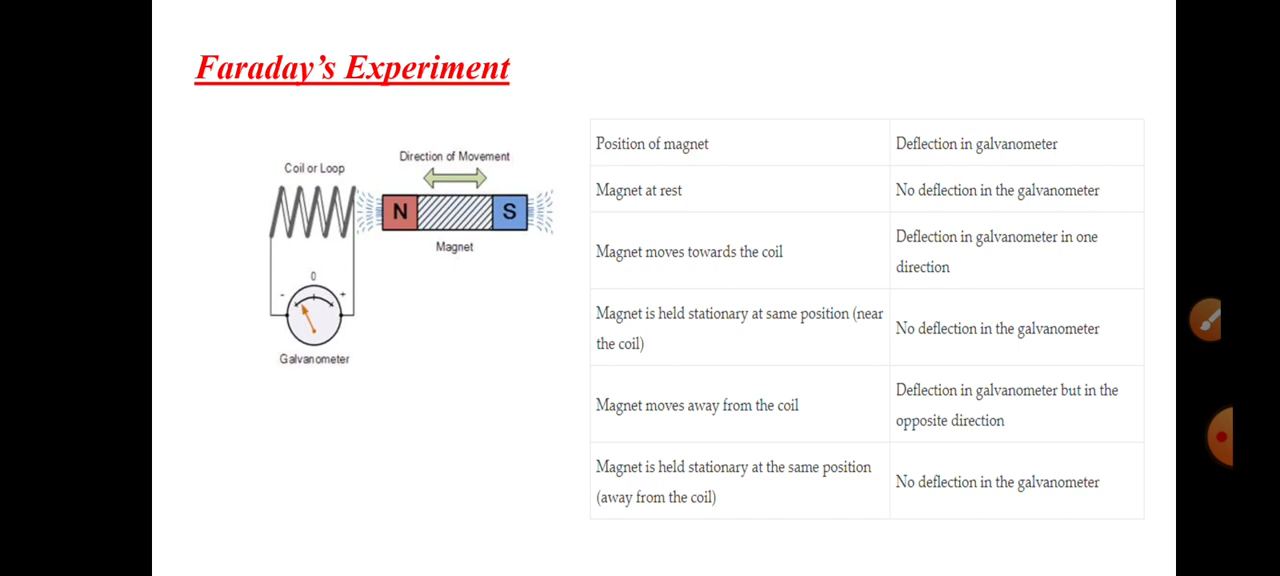 Faraday's Experiment
Coil or Loop
Direction of Movement
N
S
Magnet
0
- +
Galvanometer
Position of magnet
Deflection in galvanometer
Magnet at rest
No deflection in the galvanometer
Magnet moves towards the coil
Deflection in galvanometer in one
direction
Magnet is held stationary at same position (near
the coil)
No deflection in the galvanometer
Magnet moves away from the coil
Deflection in galvanometer but in the
opposite direction
Magnet is held stationary at the same position
(away from the coil)
No deflection in the galvanometer